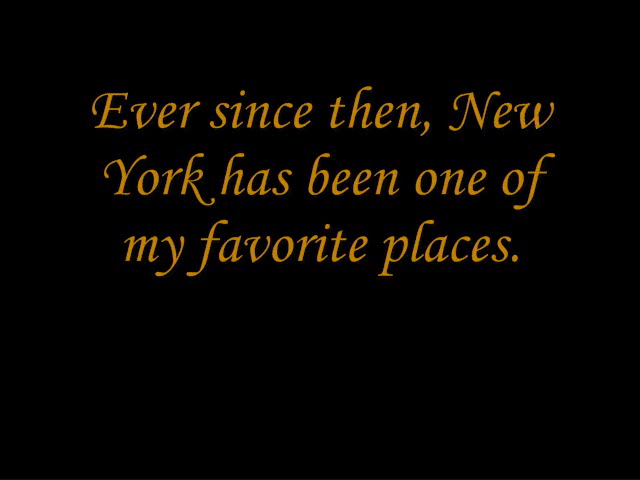 Ever since then, New
York has been one of
my favorite places.